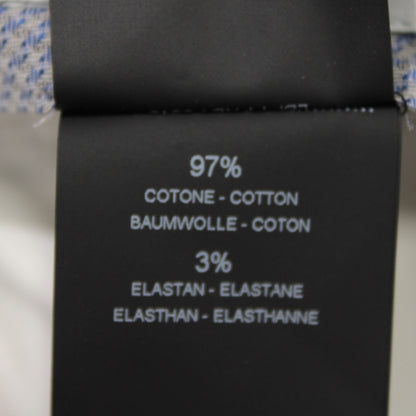 97%
COTONE - COTTON
BAUMWOLLE - COTON
3%
ELASTAN - ELASTANE
ELASTHAN - ELASTHANNE